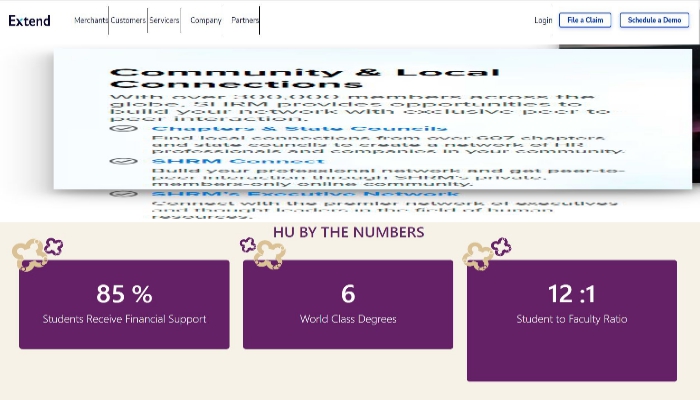 Extend
Merchants Customers Servicers Company Partners
Login File a Claim Schedule a Demo
Community & Local
Connections
With over 300,000 members across the
globe, SHRM provides opportunities to
build your network with exclusive peer to
peer interaction.
Chapters & State Councils
Find local connections from over 607 chapters
and state councils to create a network of HR
professionals and companies in your community.
SHRM Connect
Build your professional network and get peer-to-
peer interaction through SHRM's private,
members-only online community.
SHRM's Executive Network
Connect with the premier network of executives
and thought leaders in the field of human
resources.
HU BY THE NUMBERS
85 %
Students Receive Financial Support
6
World Class Degrees
12 :1
Student to Faculty Ratio